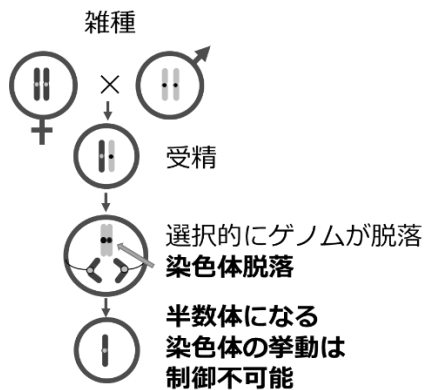 雑種
×
受精
選択的にゲノムが脱落
染色体脱落
半数体になる
染色体の挙動は
制御不可能